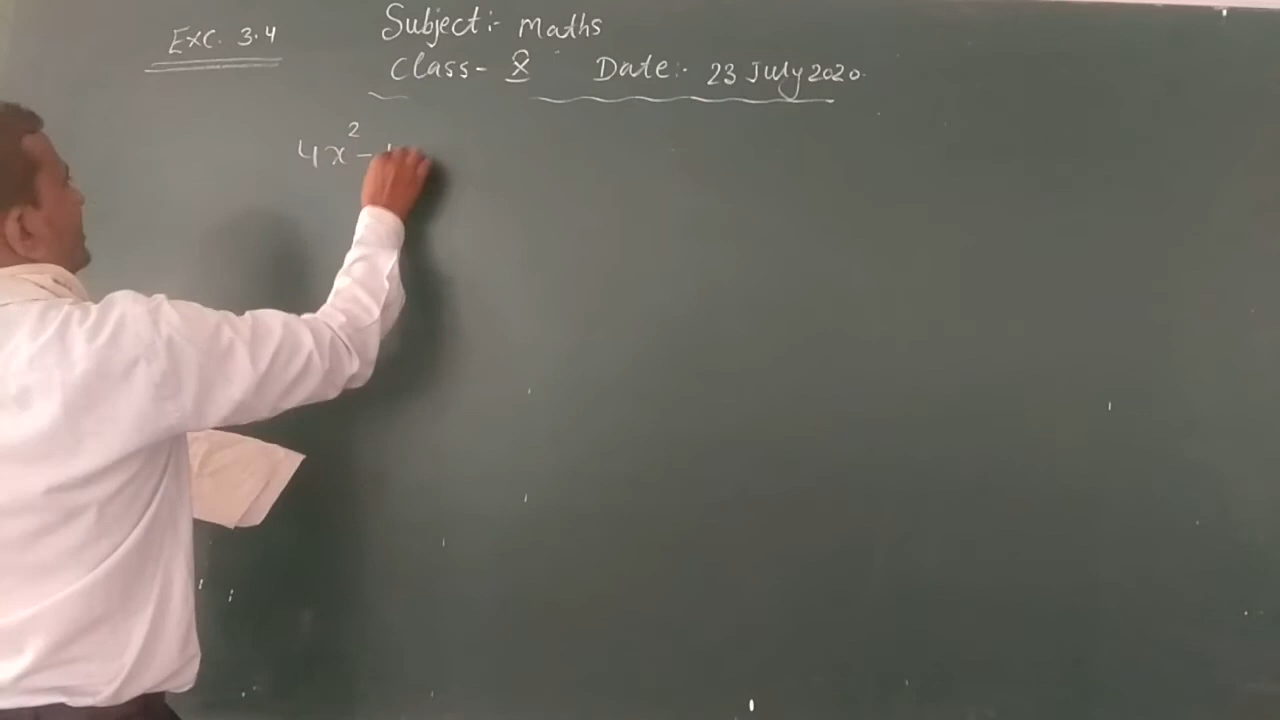 Exc. 3.4
Subject:- Maths
Class- 8 Date:- 23 July 2020.
4x² -